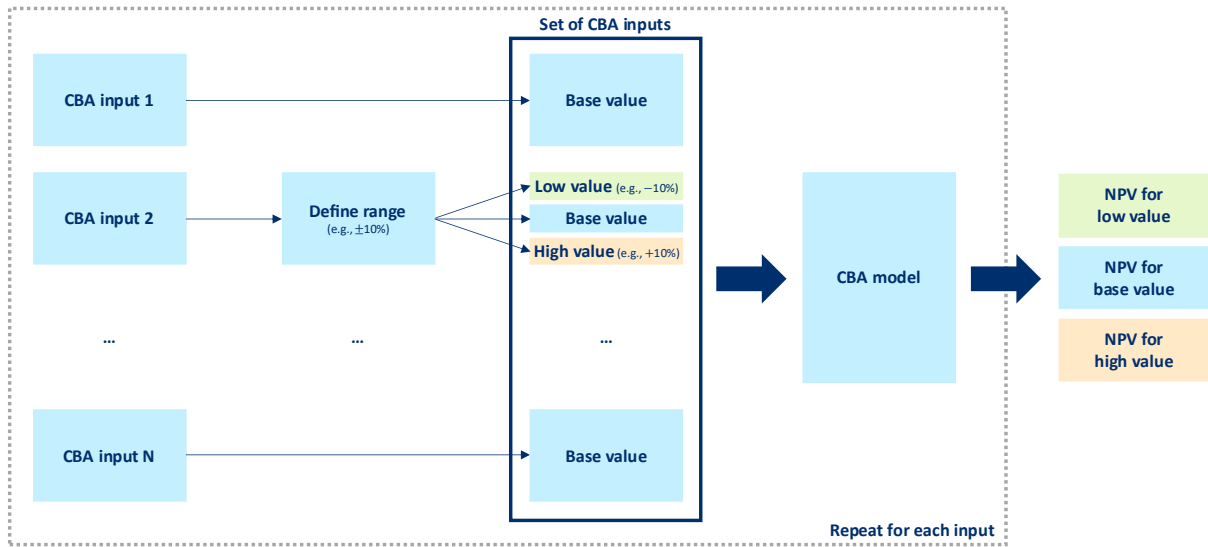 Set of CBA inputs
CBA input 1
Base value
CBA input 2
Define range
(e.g., ±10%)
Low value (e.g., −10%)
Base value
High value (e.g., +10%)
CBA model
NPV for
low value
NPV for
base value
NPV for
high value
...
...
...
CBA input N
Base value
Repeat for each input